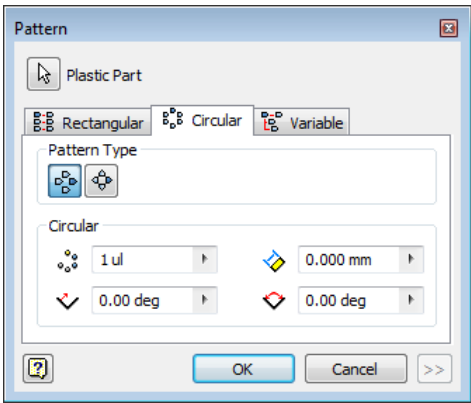 Pattern
Plastic Part
Rectangular Circular Variable
Pattern Type
Circular
1 ul 0.000 mm
0.00 deg 0.00 deg
? OK Cancel >>